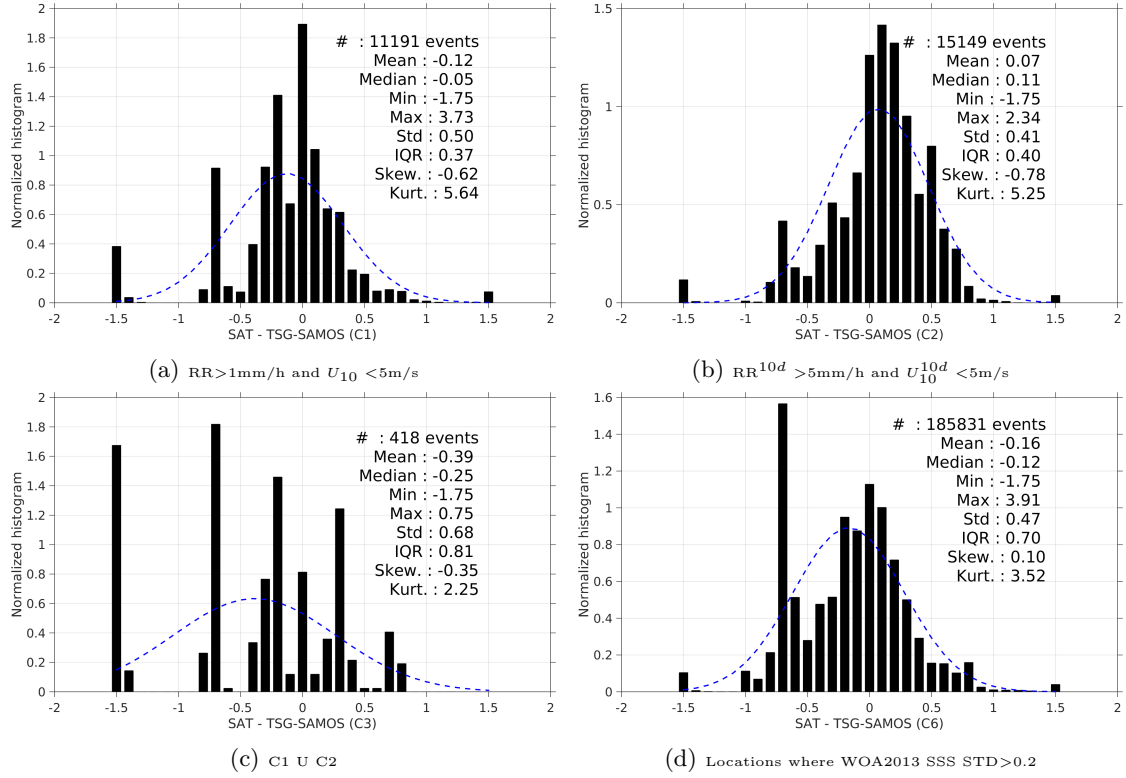 2
1.8
1.6
1.4
1.2
1
0.8
0.6
0.4
0.2
0
Normalized histogram
# : 11191 events
Mean : -0.12
Median : -0.05
Min : -1.75
Max : 3.73
Std : 0.50
IQR : 0.37
Skew. : -0.62
Kurt. : 5.64
-2 -1.5 -1 -0.5 0 0.5 1 1.5 2
SAT - TSG-SAMOS (C1)
(a) RR>1mm/h and U10 <5m/s
1.5
1
0.5
0
Normalized histogram
# : 15149 events
Mean : 0.07
Median : 0.11
Min : -1.75
Max : 2.34
Std : 0.41
IQR : 0.40
Skew. : -0.78
Kurt. : 5.25
-2 -1.5 -1 -0.5 0 0.5 1 1.5 2
SAT - TSG-SAMOS (C2)
(b) RR^10d >5mm/h and U_10^10d <5m/s
2
1.8
1.6
1.4
1.2
1
0.8
0.6
0.4
0.2
0
Normalized histogram
# : 418 events
Mean : -0.39
Median : -0.25
Min : -1.75
Max : 0.75
Std : 0.68
IQR : 0.81
Skew. : -0.35
Kurt. : 2.25
-2 -1.5 -1 -0.5 0 0.5 1 1.5 2
SAT - TSG-SAMOS (C3)
(c) C1 U C2
1.6
1.4
1.2
1
0.8
0.6
0.4
0.2
0
Normalized histogram
# : 185831 events
Mean : -0.16
Median : -0.12
Min : -1.75
Max : 3.91
Std : 0.47
IQR : 0.70
Skew. : 0.10
Kurt. : 3.52
-2 -1.5 -1 -0.5 0 0.5 1 1.5 2
SAT - TSG-SAMOS (C6)
(d) Locations where WOA2013 SSS STD>0.2